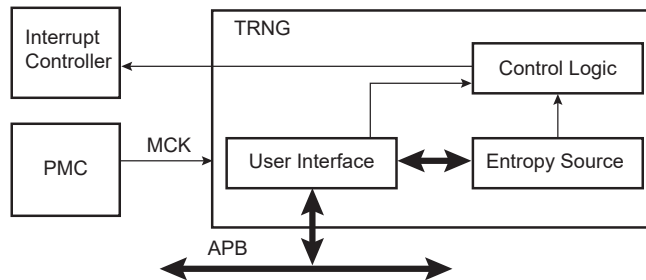 Interrupt
Controller
TRNG
Control Logic
PMC
MCK
User Interface
Entropy Source
APB